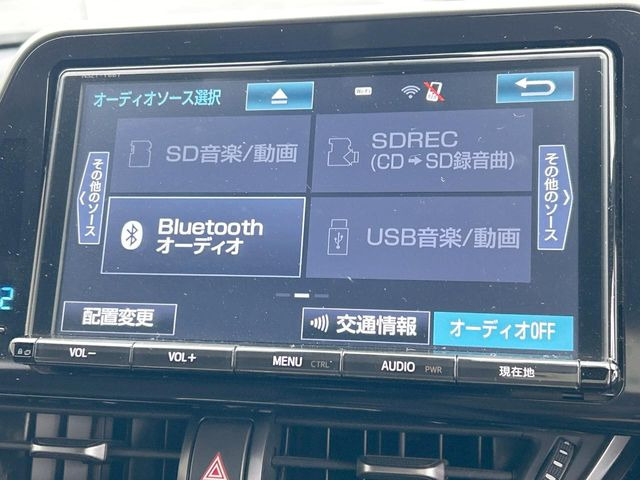 オーディオソース選択
Wi-Fi
SD音楽/動画
SDREC
(CD➔SD録音曲)
その他のソース
その他のソース
Bluetooth
オーディオ
USB音楽/動画
配置変更
交通情報
オーディオOFF
VOL−
VOL+
MENU CTRL
AUDIO PWR
現在地
2